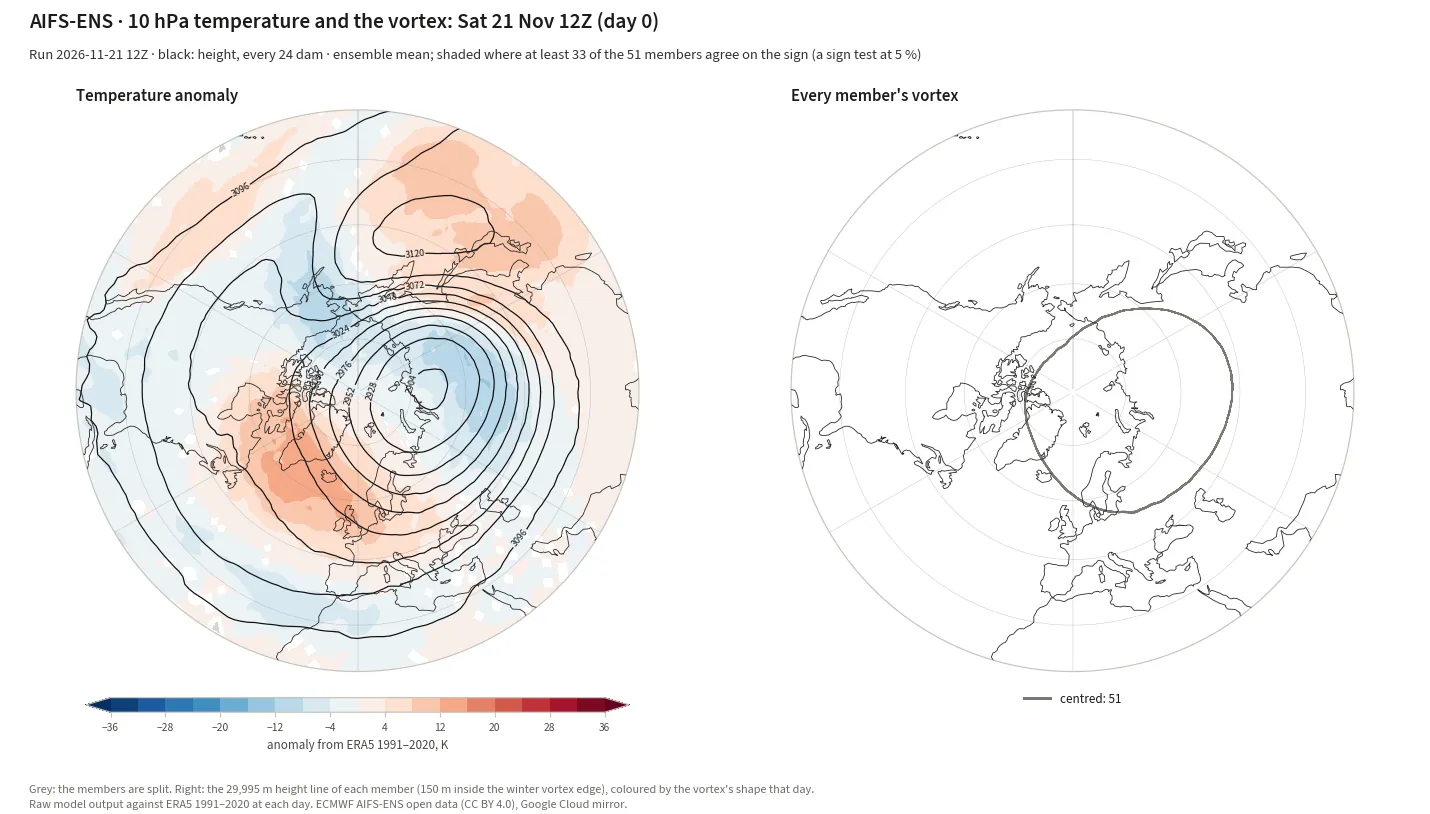 AIFS-ENS · 10 hPa temperature and the vortex: Sat 21 Nov 12Z (day 0)
Run 2026-11-21 12Z · black: height, every 24 dam · ensemble mean; shaded where at least 33 of the 51 members agree on the sign (a sign test at 5 %)
Temperature anomaly
Every member's vortex
3096
3120
3072
3048
3024
2976
2952
2928
2904
3096
centred: 51
−36 −28 −20 −12 −4 4 12 20 28 36
anomaly from ERA5 1991–2020, K
Grey: the members are split. Right: the 29,995 m height line of each member (150 m inside the winter vortex edge), coloured by the vortex's shape that day.
Raw model output against ERA5 1991–2020 at each day. ECMWF AIFS-ENS open data (CC BY 4.0), Google Cloud mirror.